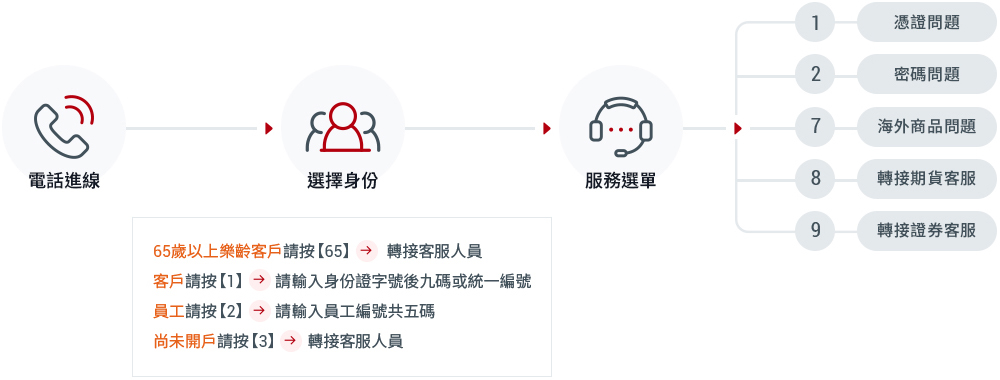 電話進線
選擇身份
服務選單
1 憑證問題
2 密碼問題
7 海外商品問題
8 轉接期貨客服
9 轉接證券客服
65歲以上樂齡客戶請按【65】 → 轉接客服人員
客戶請按【1】 → 請輸入身份證字號後九碼或統一編號
員工請按【2】 → 請輸入員工編號共五碼
尚未開戶請按【3】 → 轉接客服人員